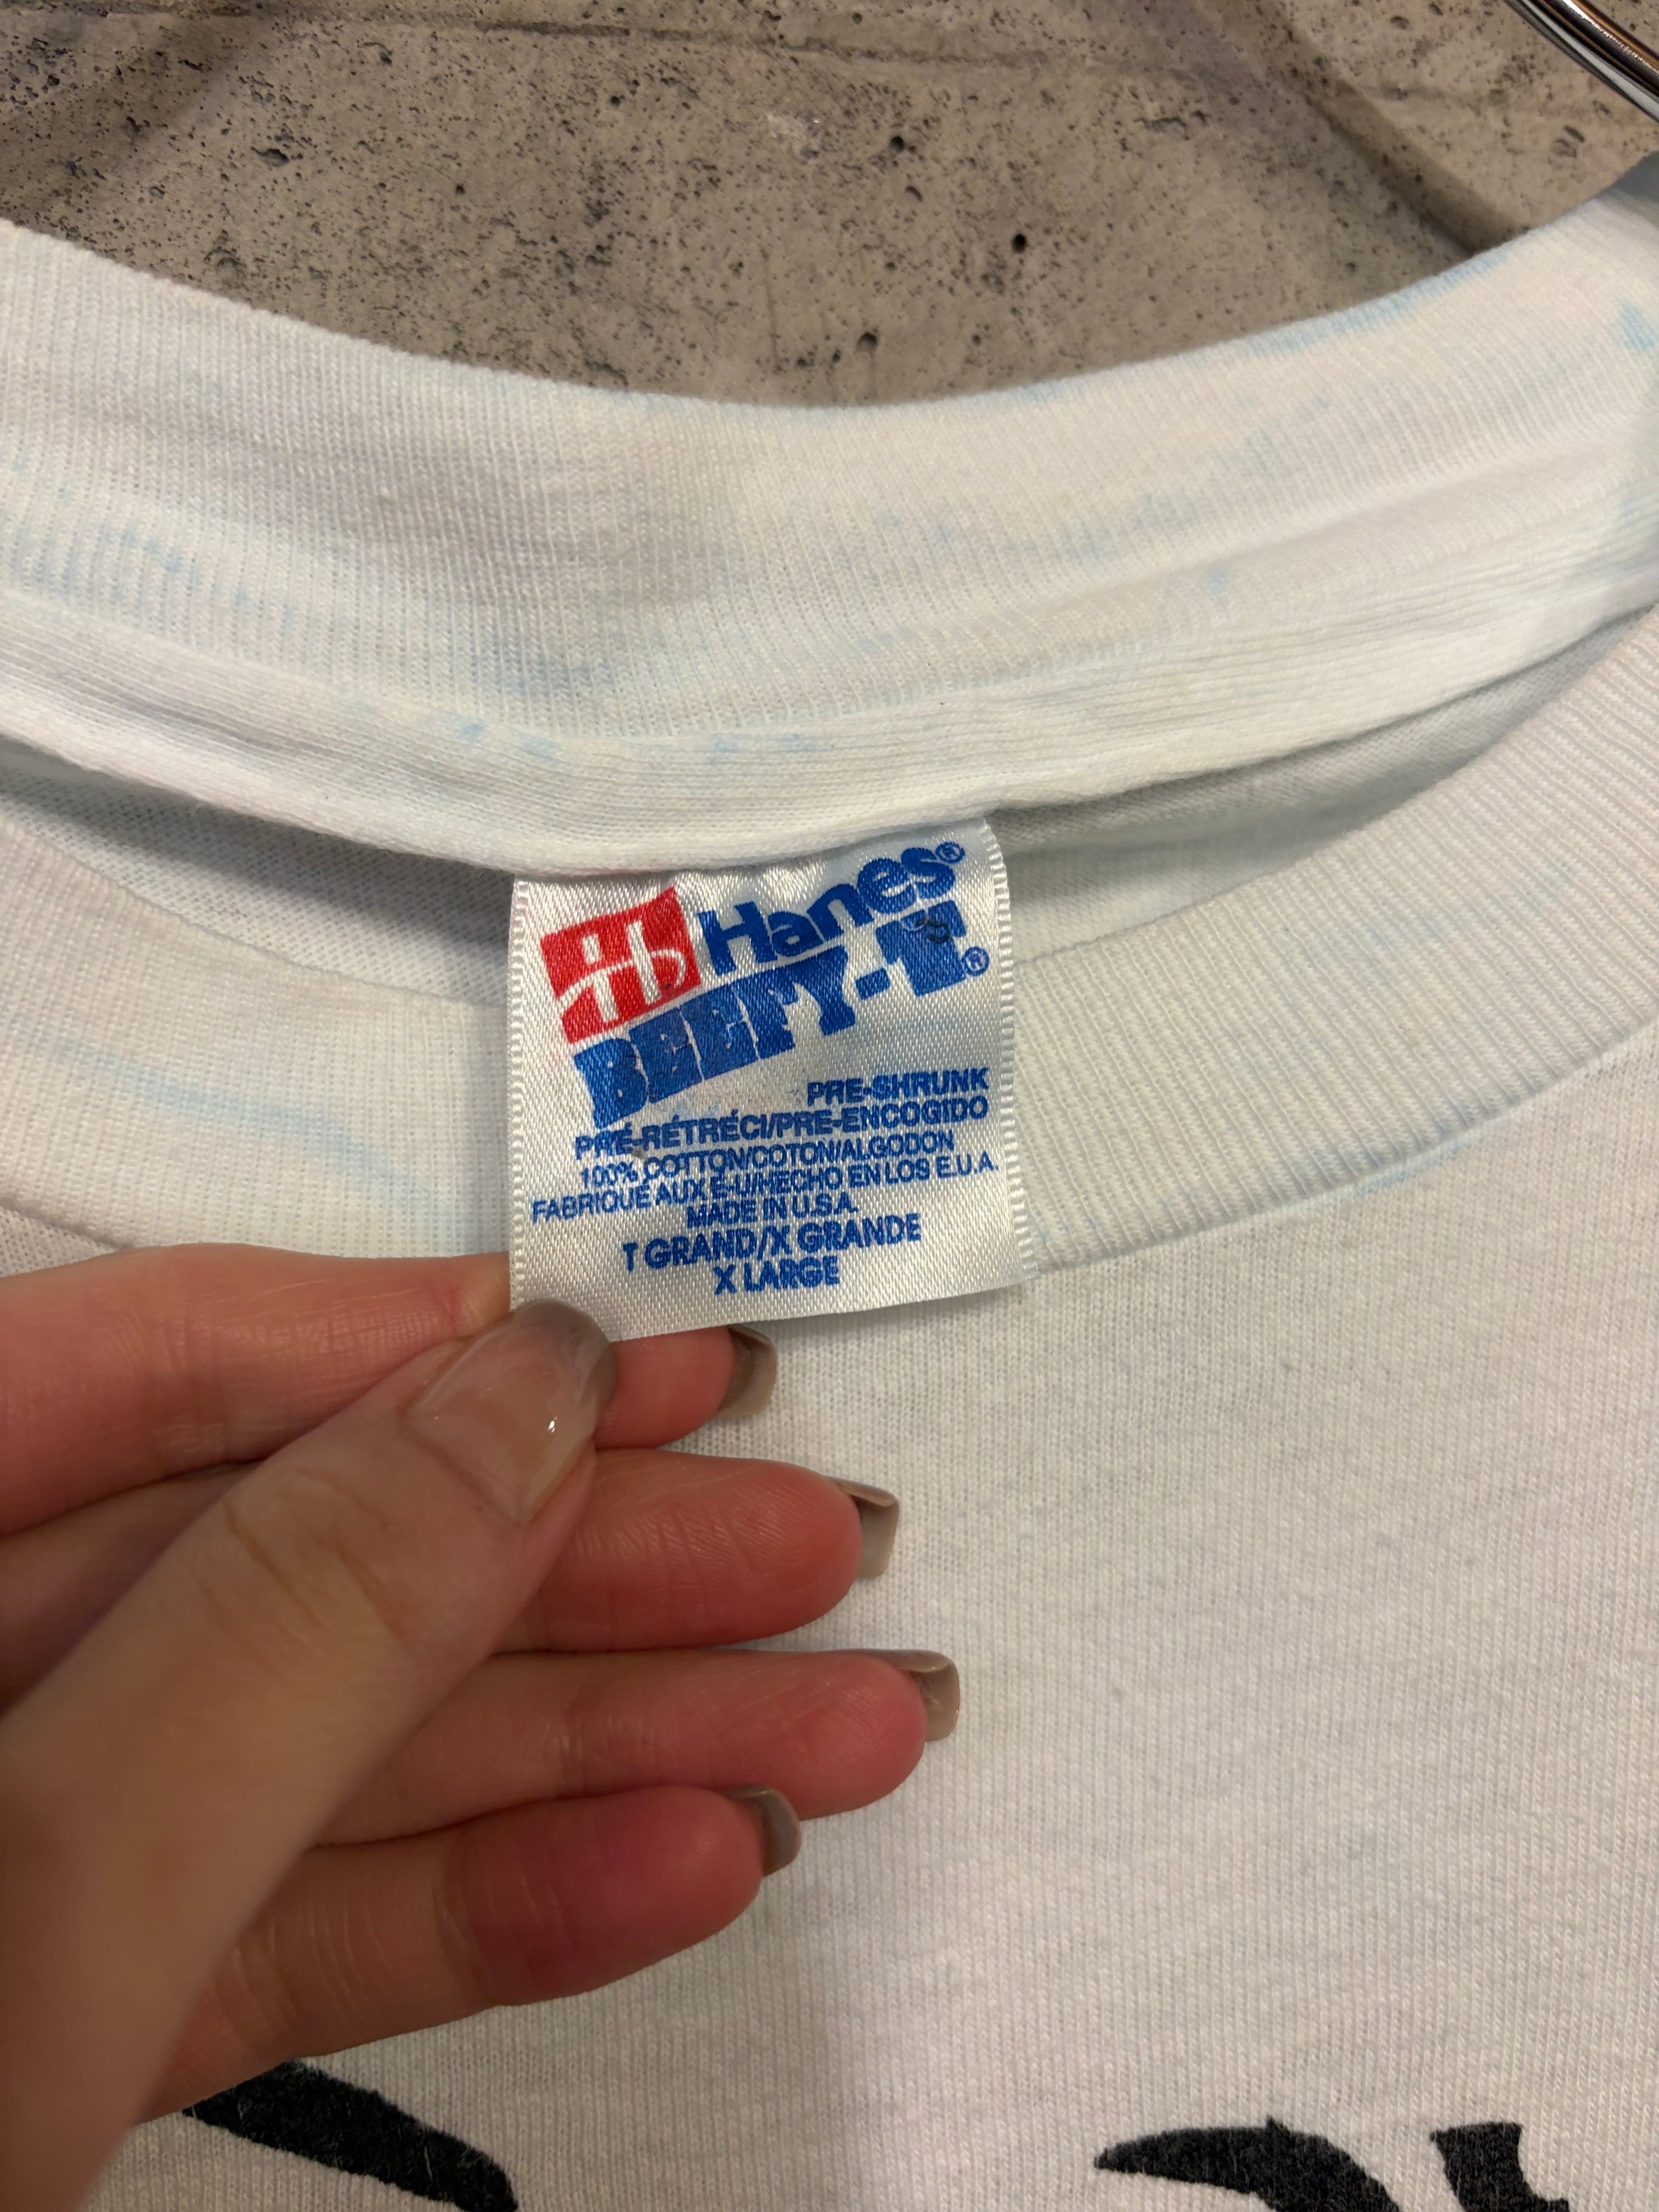 Hanes®
BEEFY-T®
PRE-SHRUNK
PRÉ-RÉTRÉCI/PRE-ENCOGIDO
100% COTTON/COTON/ALGODON
FABRIQUÉ AUX É-U/HECHO EN LOS E.U.A.
MADE IN U.S.A.
T GRAND/X GRANDE
X LARGE